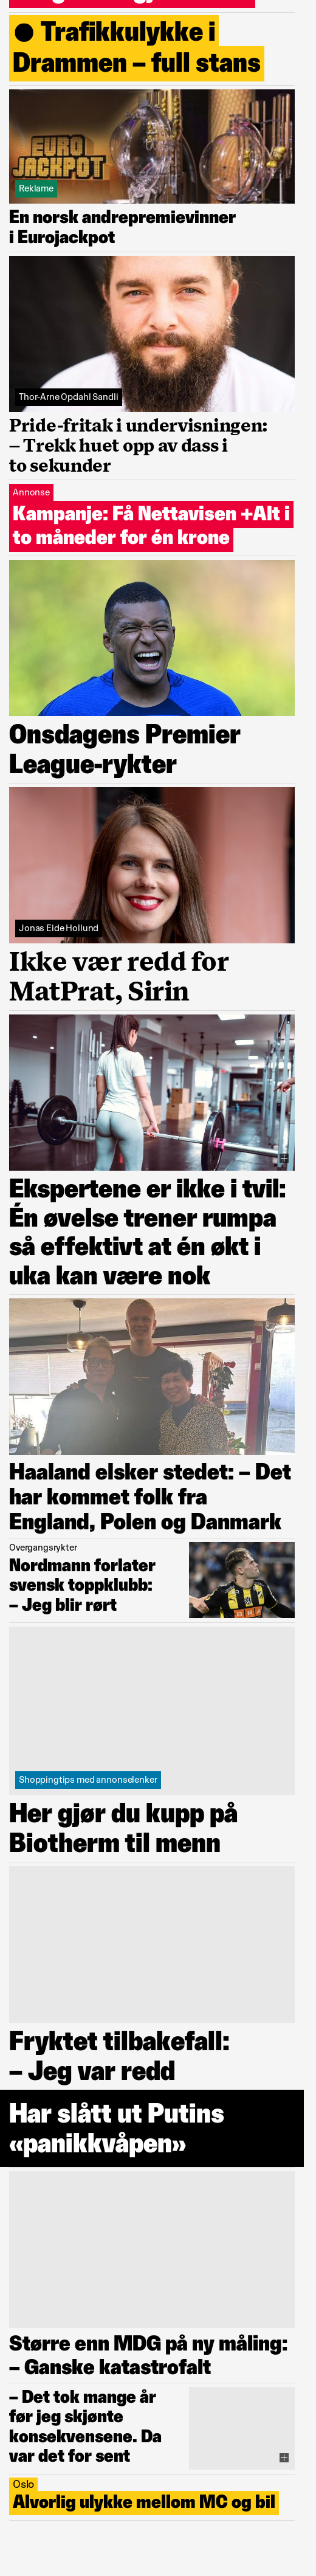 ● Trafikkulykke i
Drammen – full stans
EURO
JACKPOT
Reklame
En norsk andrepremievinner
i Eurojackpot
Thor-Arne Opdahl Sandli
Pride-fritak i undervisningen:
– Trekk huet opp av dass i
to sekunder
Annonse
Kampanje: Få Nettavisen +Alt i
to måneder for én krone
Onsdagens Premier
League-rykter
Jonas Eide Hollund
Ikke vær redd for
MatPrat, Sirin
Ekspertene er ikke i tvil:
Én øvelse trener rumpa
så effektivt at én økt i
uka kan være nok
Haaland elsker stedet: – Det
har kommet folk fra
England, Polen og Danmark
Overgangsrykter
Nordmann forlater
svensk toppklubb:
– Jeg blir rørt
Shoppingtips med annonselenker
Her gjør du kupp på
Biotherm til menn
Fryktet tilbakefall:
– Jeg var redd
Har slått ut Putins
«panikkvåpen»
Større enn MDG på ny måling:
– Ganske katastrofalt
– Det tok mange år
før jeg skjønte
konsekvensene. Da
var det for sent
Oslo
Alvorlig ulykke mellom MC og bil